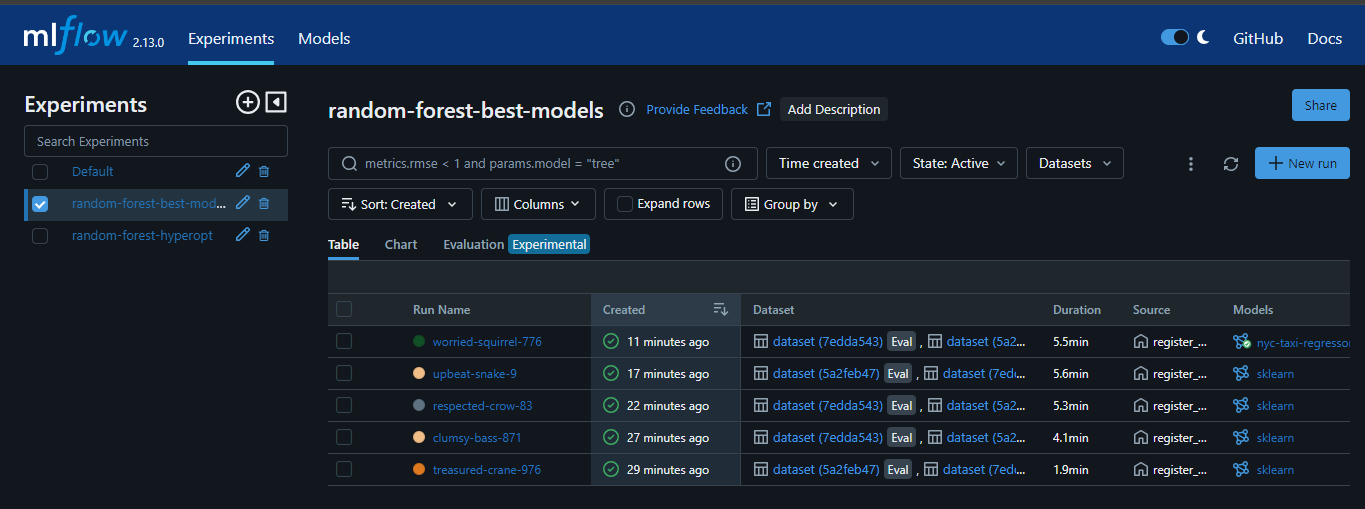 mlflow 2.13.0 Experiments Models GitHub Docs
Experiments
Search Experiments
Default
random-forest-best-mod...
random-forest-hyperopt
random-forest-best-models Provide Feedback Add Description Share
metrics.rmse < 1 and params.model = "tree" Time created State: Active Datasets New run
Sort: Created Columns Expand rows Group by
Table Chart Evaluation Experimental
Run Name Created Dataset Duration Source Models
worried-squirrel-776 11 minutes ago dataset (7edda543) Eval , dataset (5a2... 5.5min register_... nyc-taxi-regressor
upbeat-snake-9 17 minutes ago dataset (5a2feb47) Eval , dataset (7ed... 5.6min register_... sklearn
respected-crow-83 22 minutes ago dataset (7edda543) Eval , dataset (5a2... 5.3min register_... sklearn
clumsy-bass-871 27 minutes ago dataset (7edda543) Eval , dataset (5a2... 4.1min register_... sklearn
treasured-crane-976 29 minutes ago dataset (5a2feb47) Eval , dataset (7ed... 1.9min register_... sklearn